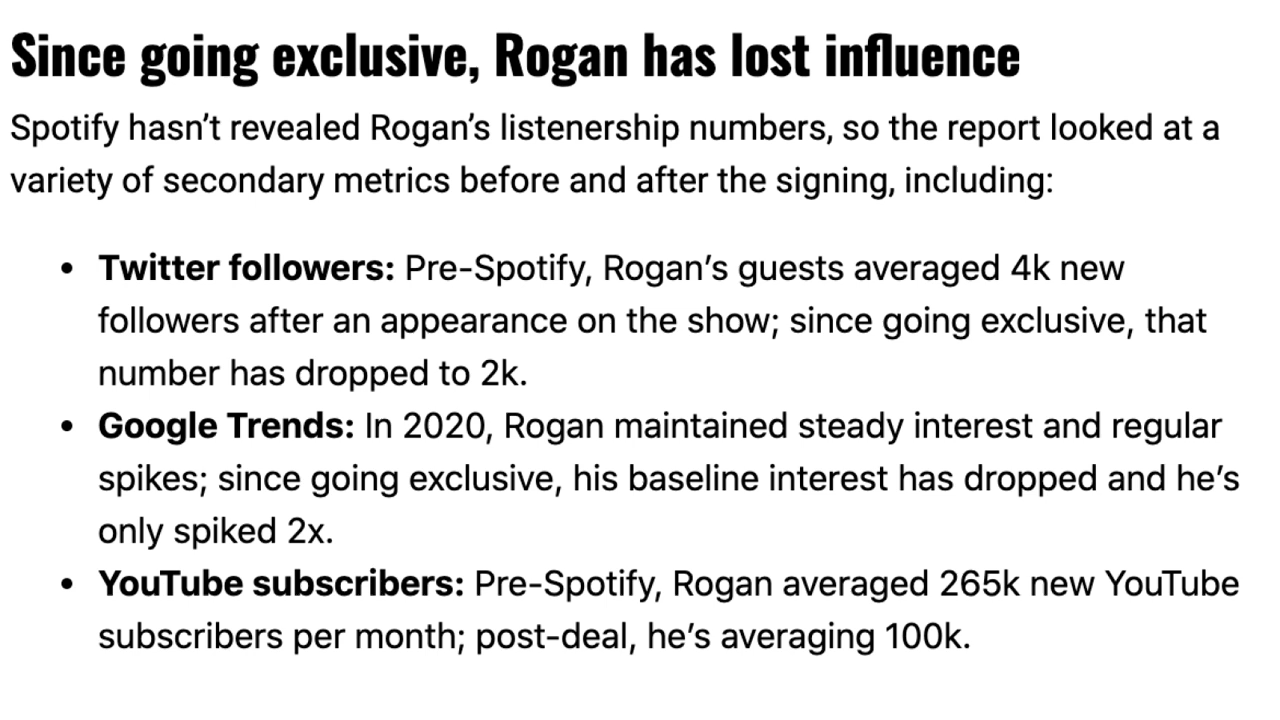 Since going exclusive, Rogan has lost influence
Spotify hasn’t revealed Rogan’s listenership numbers, so the report looked at a
variety of secondary metrics before and after the signing, including:
• Twitter followers: Pre-Spotify, Rogan’s guests averaged 4k new
followers after an appearance on the show; since going exclusive, that
number has dropped to 2k.
• Google Trends: In 2020, Rogan maintained steady interest and regular
spikes; since going exclusive, his baseline interest has dropped and he’s
only spiked 2x.
• YouTube subscribers: Pre-Spotify, Rogan averaged 265k new YouTube
subscribers per month; post-deal, he’s averaging 100k.